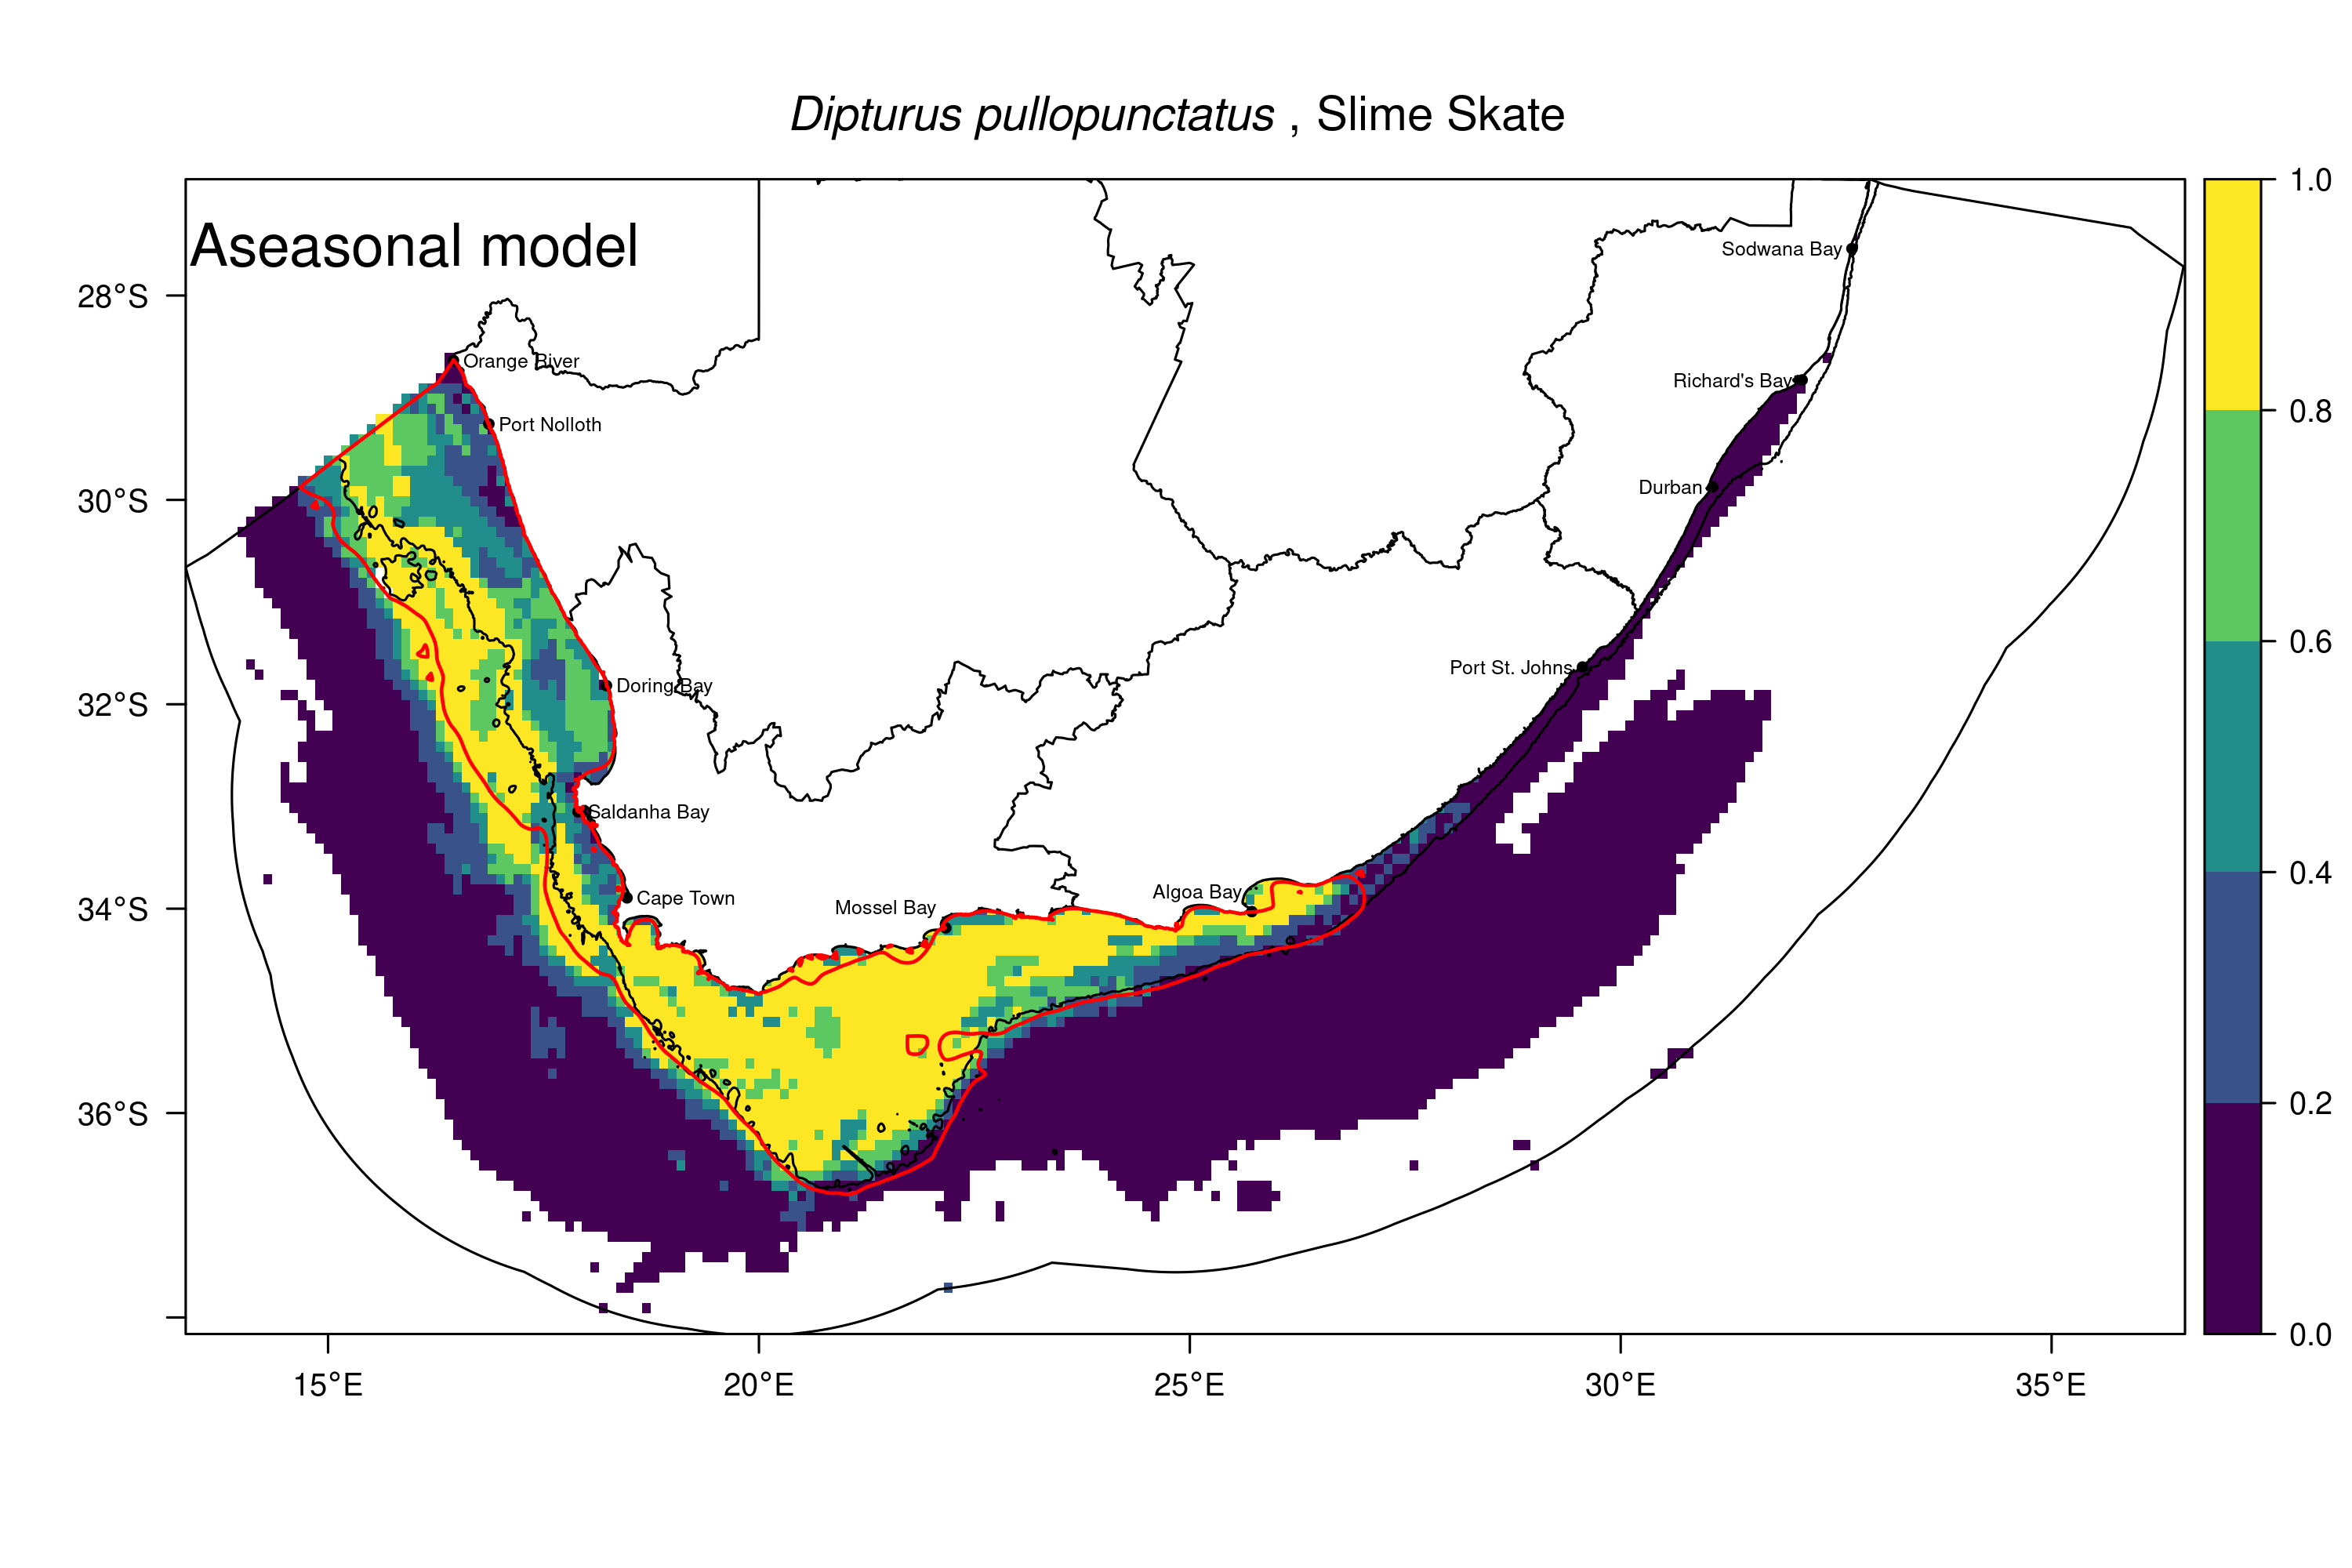 Dipturus pullopunctatus , Slime Skate
Aseasonal model
1.0
0.8
0.6
0.4
0.2
0.0
28°S
30°S
32°S
34°S
36°S
Sodwana Bay
Orange River
Richard's Bay
Port Nolloth
Durban
Port St. Johns
Doring Bay
Saldanha Bay
Algoa Bay
Cape Town
Mossel Bay
15°E
20°E
25°E
30°E
35°E